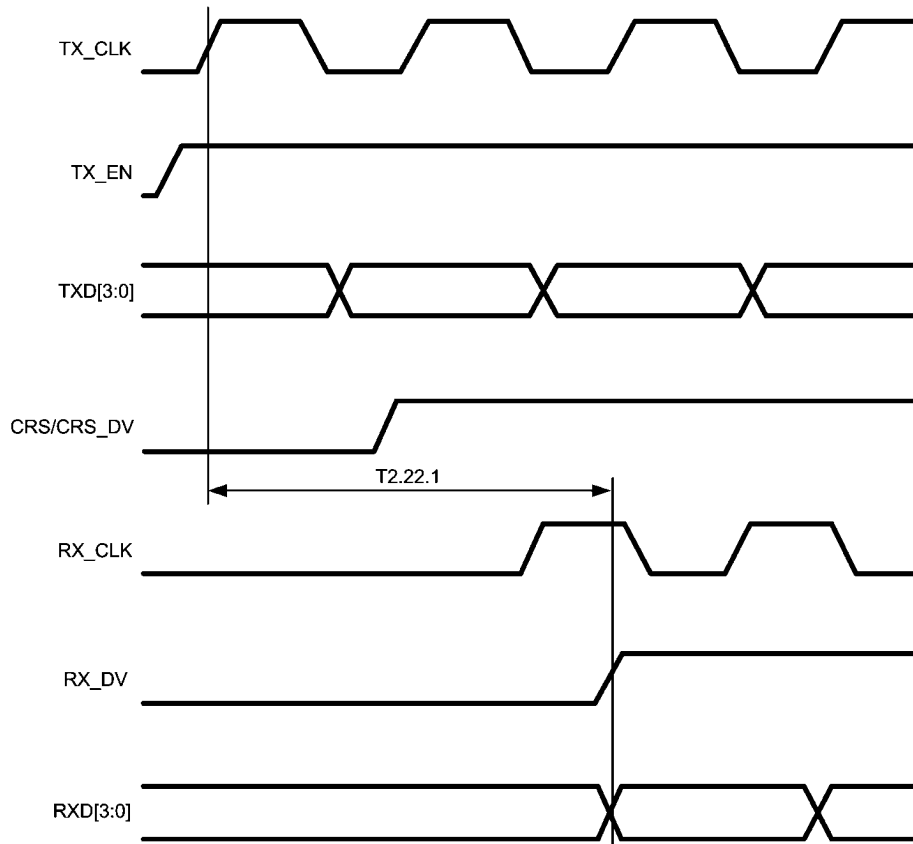 TX_CLK
TX_EN
TXD[3:0]
CRS/CRS_DV
T2.22.1
RX_CLK
RX_DV
RXD[3:0]